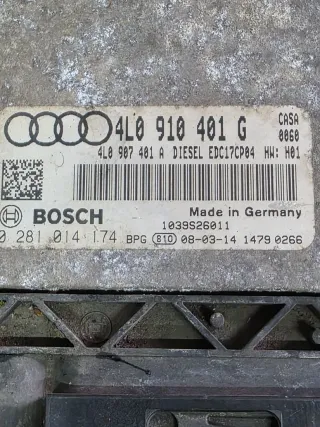 4L0 910 401 G
CASA
0060
4L0 907 401 A DIESEL EDC17CP04 HW: H01
BOSCH
Made in Germany
1039S26011
0 281 014 174 BPG 810 08-03-14 1479 0266